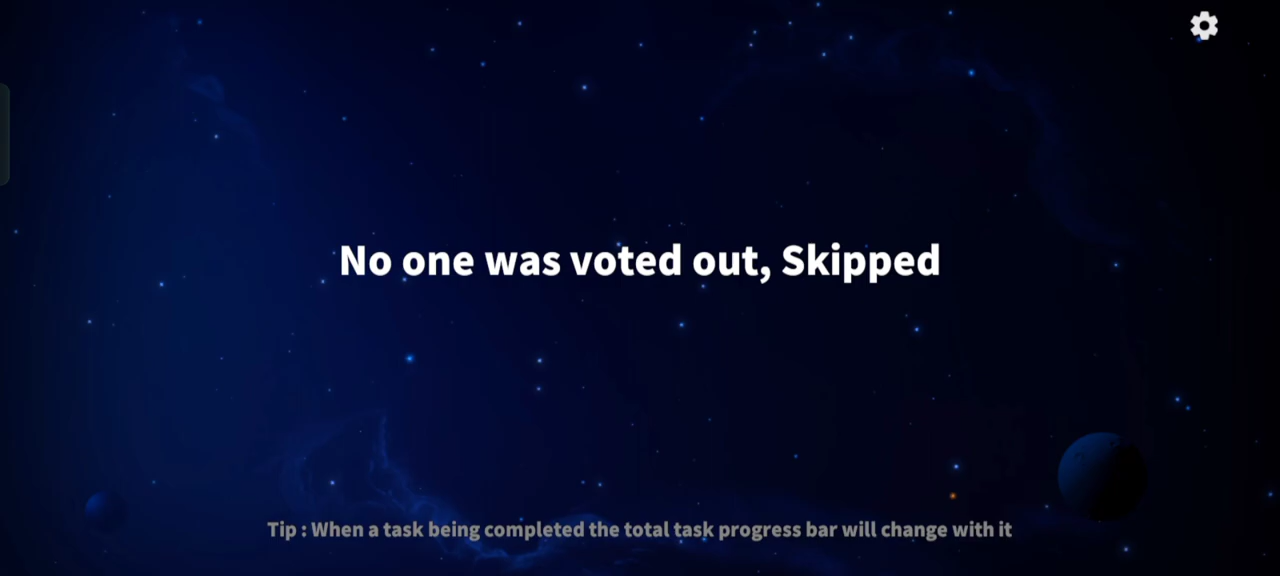 No one was voted out, Skipped
Tip : When a task being completed the total task progress bar will change with it